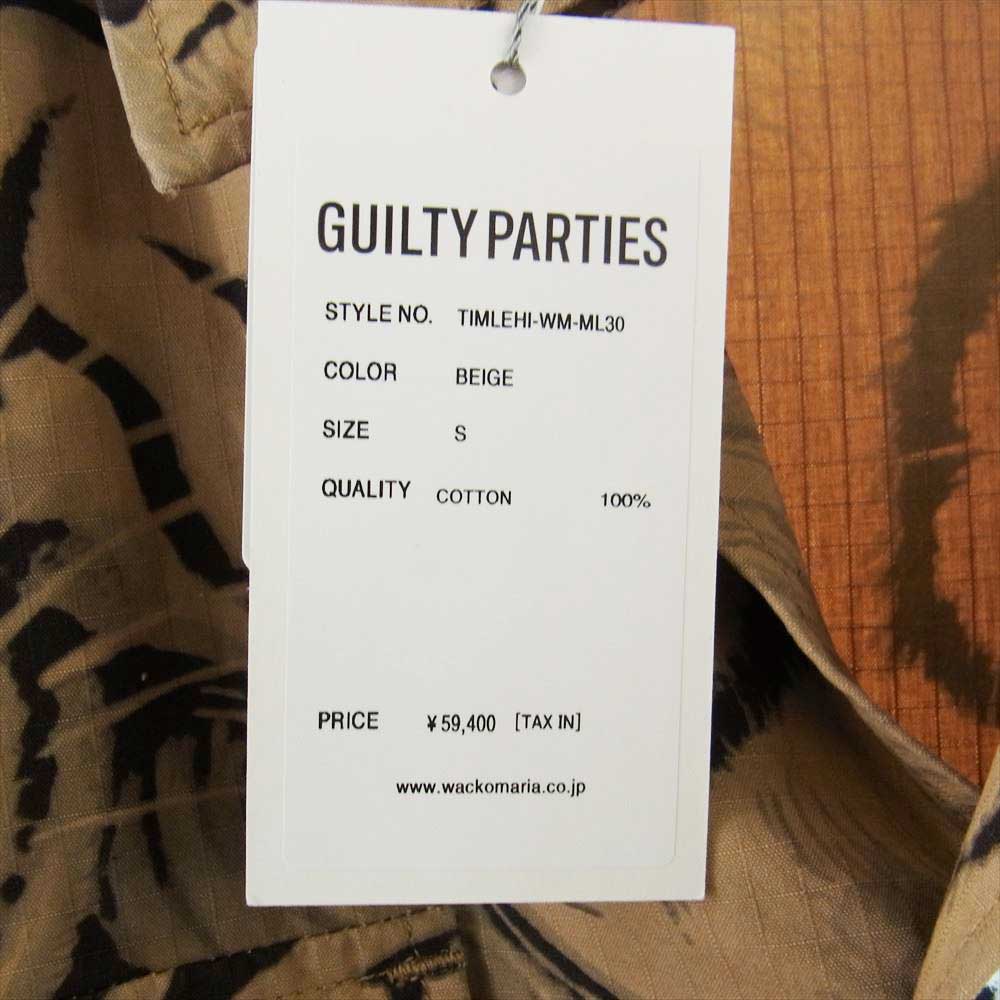 GUILTY PARTIES
STYLE NO. TIMLEHI-WM-ML30
COLOR BEIGE
SIZE S
QUALITY COTTON 100%
PRICE ¥59,400 [TAX IN]
www.wackomaria.co.jp